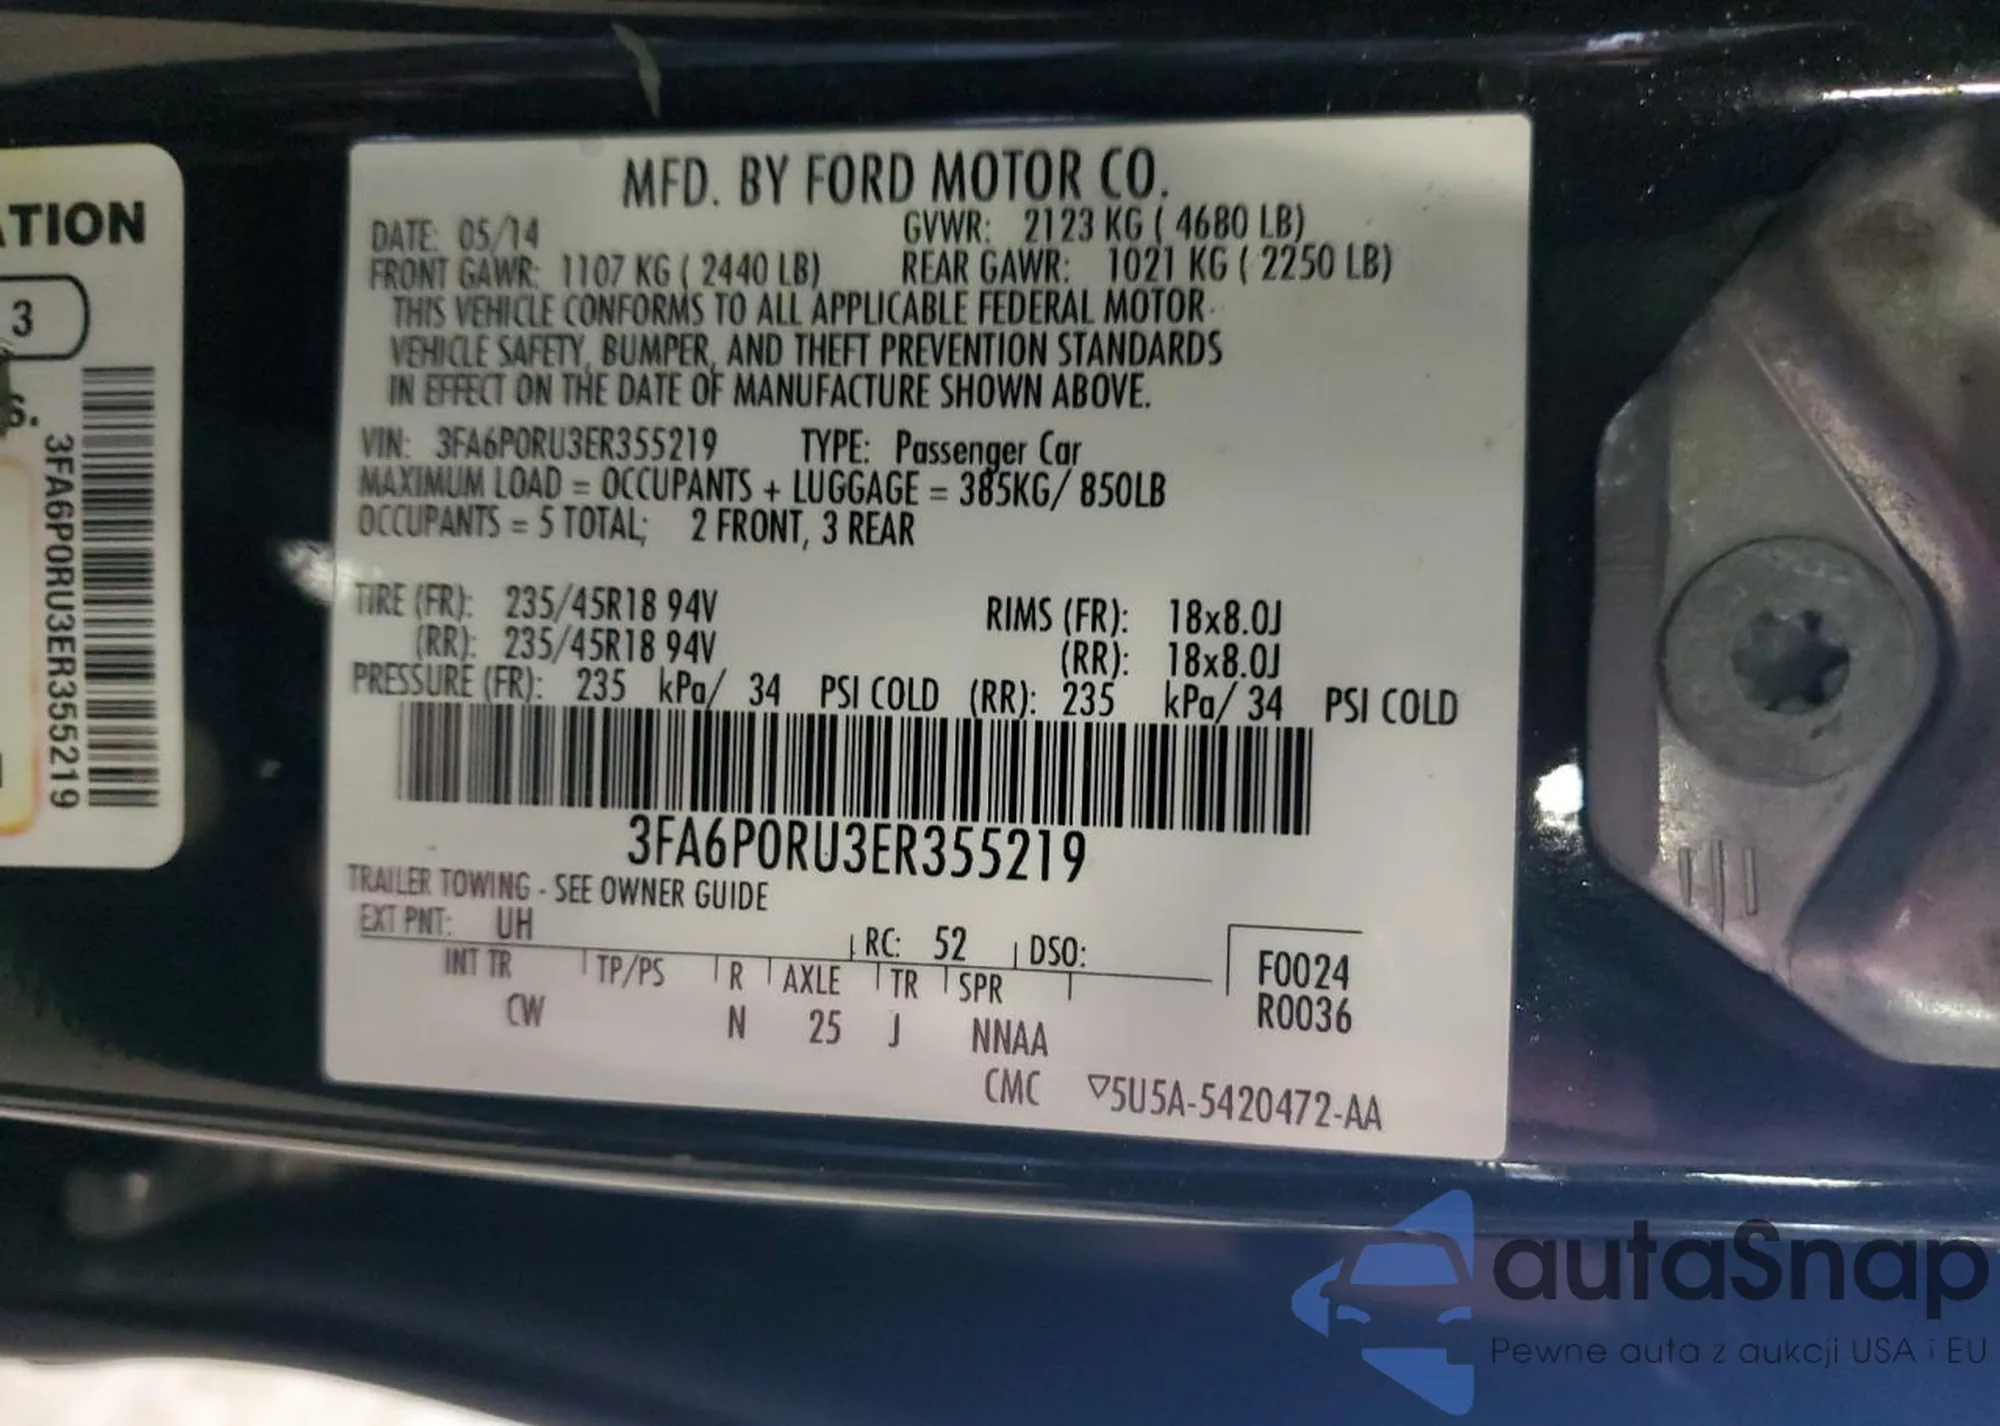 ATION
3
6.
3FA6P0RU3ER355219
MFD. BY FORD MOTOR CO.
DATE: 05/14 GVWR: 2123 KG ( 4680 LB)
FRONT GAWR: 1107 KG ( 2440 LB) REAR GAWR: 1021 KG ( 2250 LB)
THIS VEHICLE CONFORMS TO ALL APPLICABLE FEDERAL MOTOR
VEHICLE SAFETY, BUMPER, AND THEFT PREVENTION STANDARDS
IN EFFECT ON THE DATE OF MANUFACTURE SHOWN ABOVE.
VIN: 3FA6P0RU3ER355219 TYPE: Passenger Car
MAXIMUM LOAD = OCCUPANTS + LUGGAGE = 385KG/ 850LB
OCCUPANTS = 5 TOTAL; 2 FRONT, 3 REAR
TIRE (FR): 235/45R18 94V RIMS (FR): 18x8.0J
(RR): 235/45R18 94V (RR): 18x8.0J
PRESSURE (FR): 235 kPa/ 34 PSI COLD (RR): 235 kPa/ 34 PSI COLD
3FA6P0RU3ER355219
TRAILER TOWING - SEE OWNER GUIDE
EXT PNT: UH RC: 52 DSO:
INT TR TP/PS R AXLE TR SPR F0024
CW N 25 J NNAA R0036
CMC ▽5U5A-5420472-AA
autaSnap
Pewne auta z aukcji USA i EU